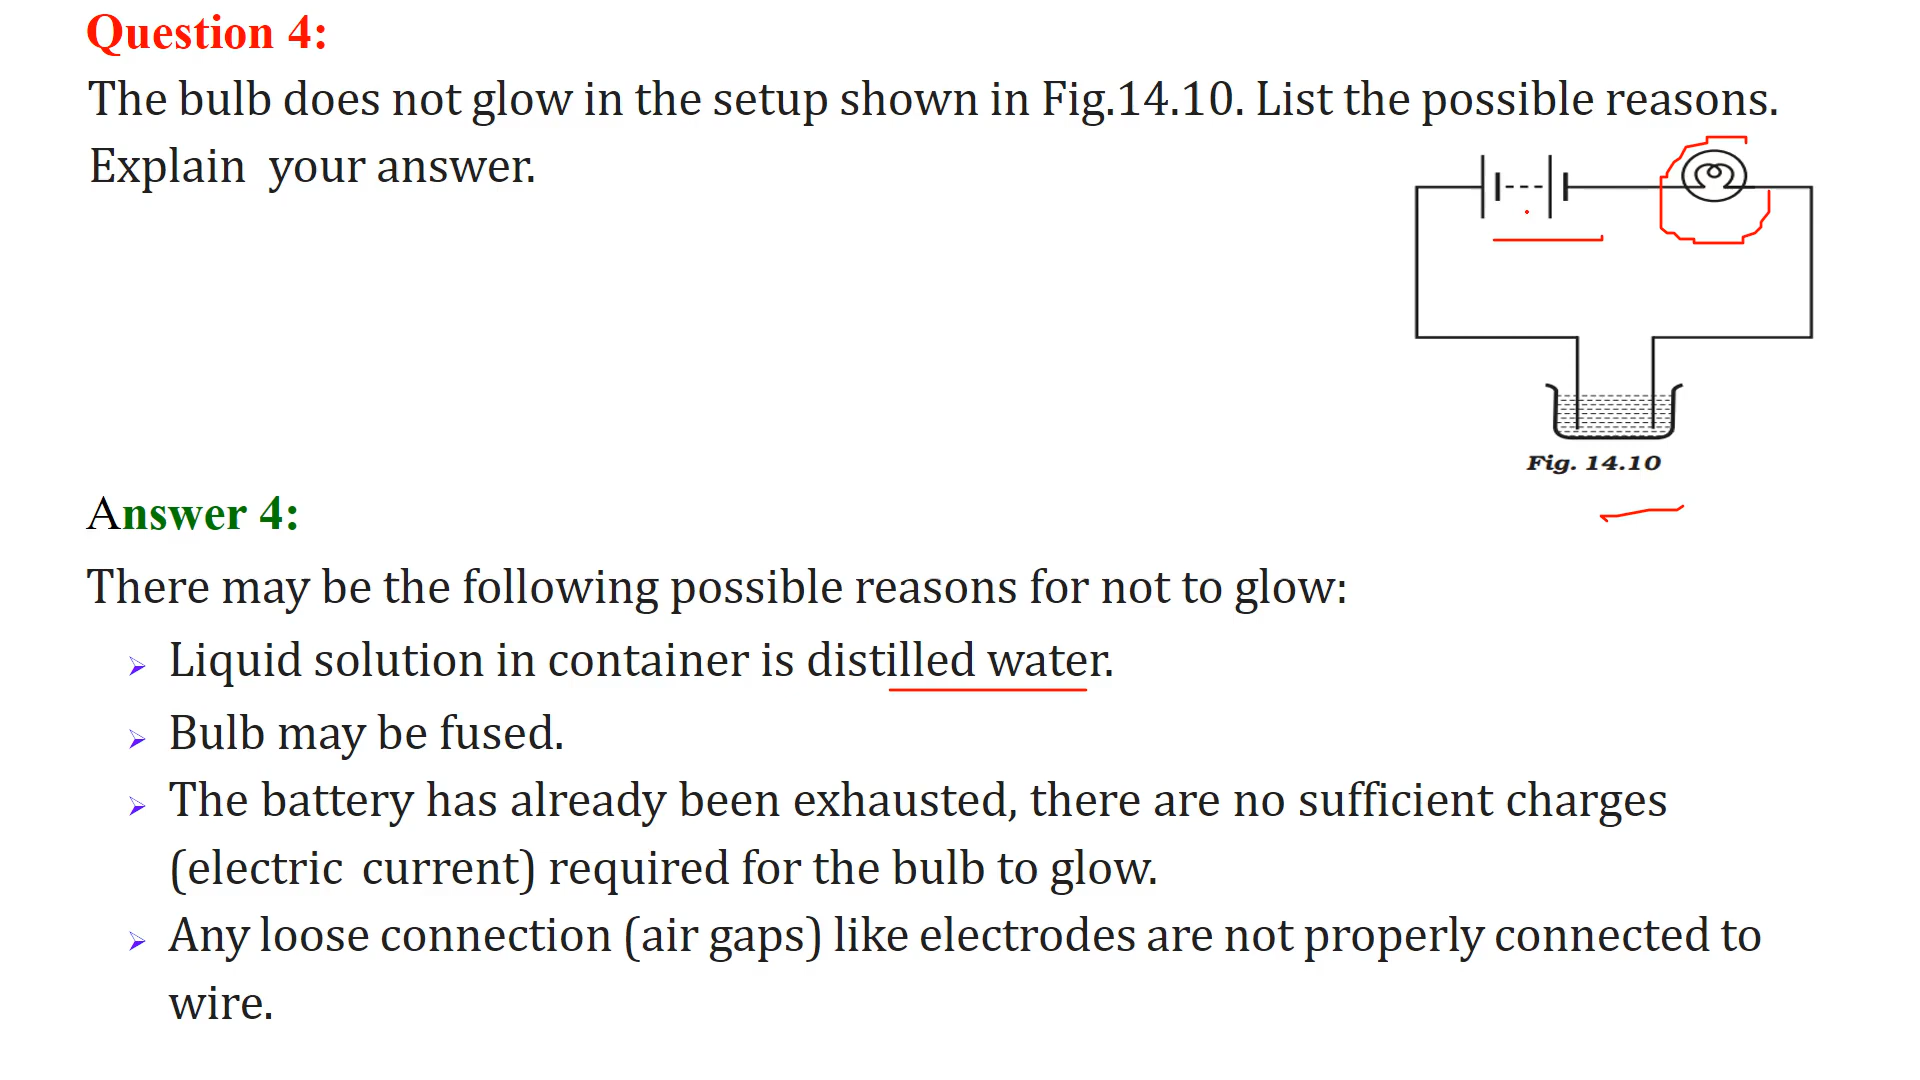 Question 4:
The bulb does not glow in the setup shown in Fig.14.10. List the possible reasons.
Explain your answer.
Fig. 14.10
Answer 4:
There may be the following possible reasons for not to glow:
Liquid solution in container is distilled water.
Bulb may be fused.
The battery has already been exhausted, there are no sufficient charges
(electric current) required for the bulb to glow.
Any loose connection (air gaps) like electrodes are not properly connected to
wire.